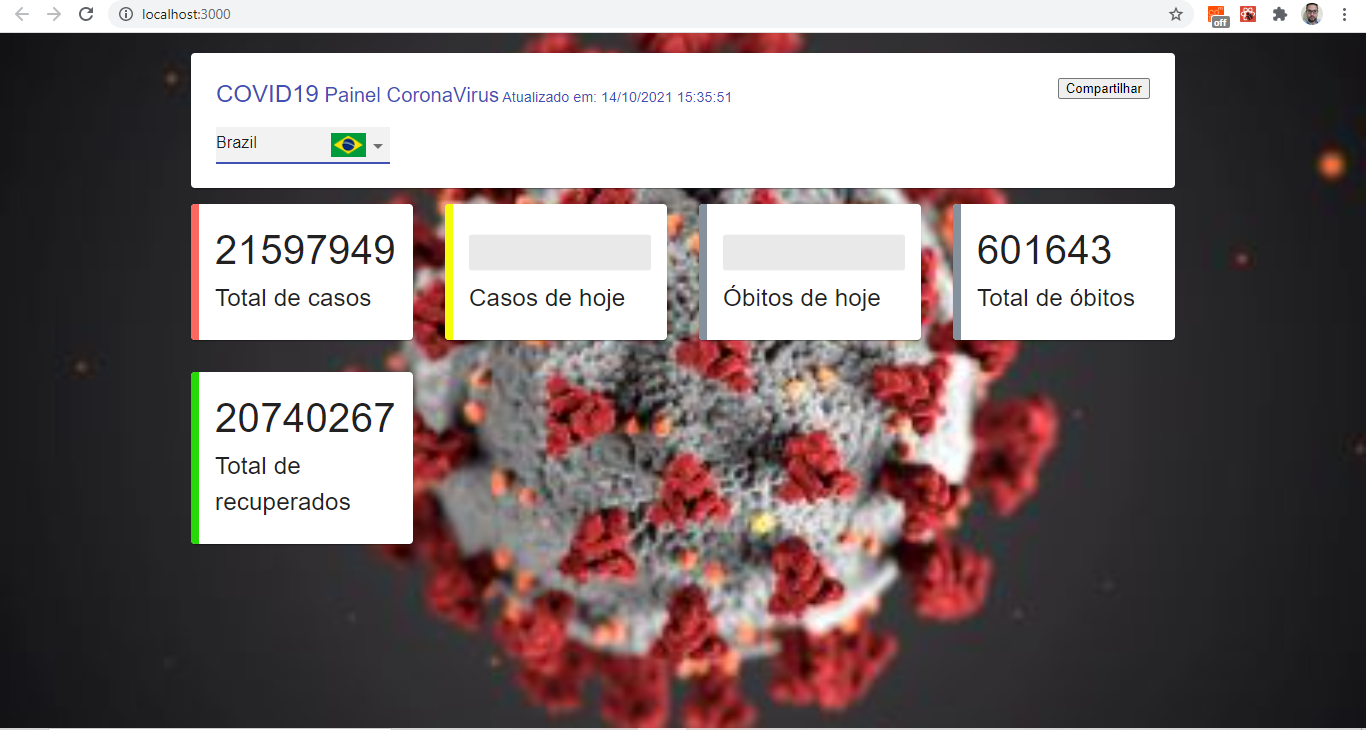 localhost:3000
off
COVID19 Painel CoronaVirus Atualizado em: 14/10/2021 15:35:51
Compartilhar
Brazil
21597949
Total de casos
Casos de hoje
Óbitos de hoje
601643
Total de óbitos
20740267
Total de
recuperados